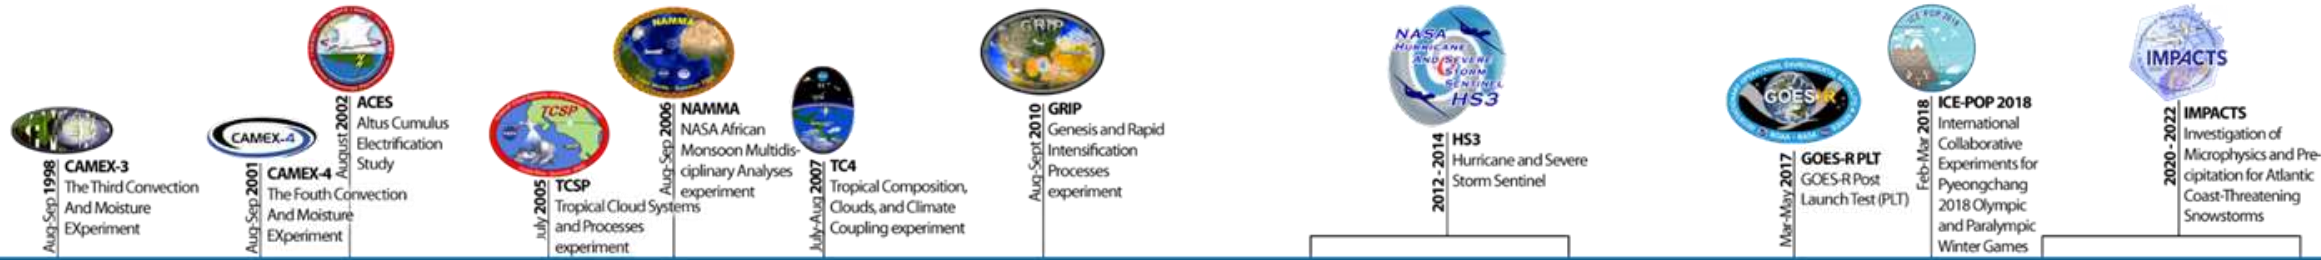 Aug-Sep 1998
CAMEX-3
The Third Convection
And Moisture
EXperiment
CAMEX-4
Aug-Sep 2001
CAMEX-4
The Fouth Convection
And Moisture
EXperiment
August 2002
ACES
Altus Cumulus
Electrification
Study
TCSP
July 2005
TCSP
Tropical Cloud Systems
and Processes
experiment
NAMMA
Aug-Sep 2006
NAMMA
NASA African
Monsoon Multidis-
ciplinary Analyses
experiment
July-Aug 2007
TC4
Tropical Composition,
Clouds, and Climate
Coupling experiment
GRIP
Aug-Sept 2010
GRIP
Genesis and Rapid
Intensification
Processes
experiment
NASA
HURRICANE
AND SEVERE
STORM
SENTINEL
HS3
2012 - 2014
HS3
Hurricane and Severe
Storm Sentinel
GOES-R
NOAA - NASA
Mar-May 2017
GOES-R PLT
GOES-R Post
Launch Test (PLT)
ICE-POP 2018
Feb-Mar 2018
ICE-POP 2018
International
Collaborative
Experiments for
Pyeongchang
2018 Olympic
and Paralympic
Winter Games
IMPACTS
2020 - 2022
IMPACTS
Investigation of
Microphysics and Pre-
cipitation for Atlantic
Coast-Threatening
Snowstorms